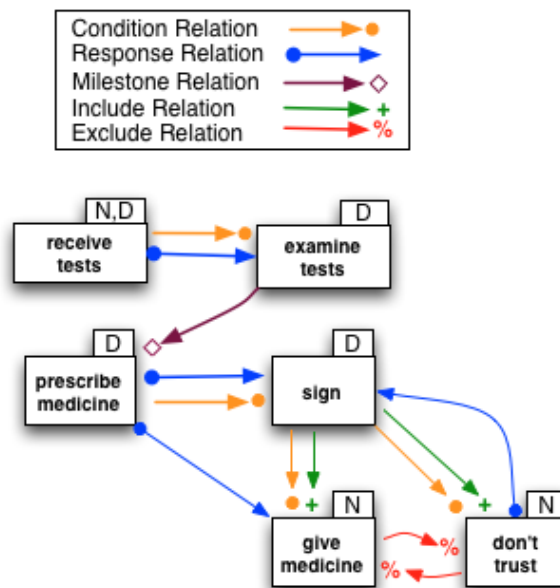 Condition Relation
Response Relation
Milestone Relation
Include Relation
+
Exclude Relation
%
N,D
receive
tests
D
examine
tests
D
prescribe
medicine
D
sign
N
give
medicine
+
%
%
N
don't
trust
+